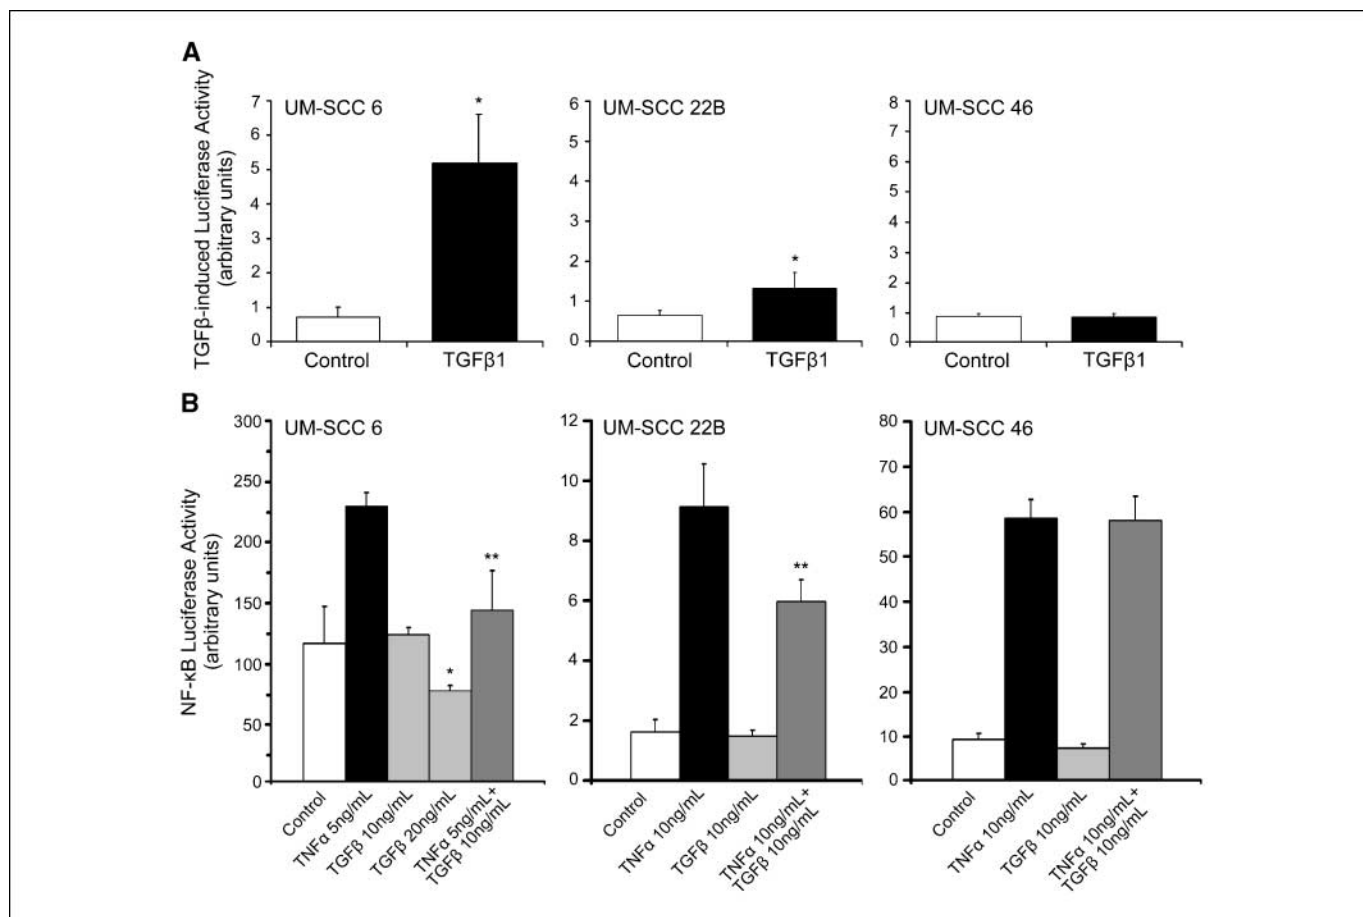 A
TGFβ-induced Luciferase Activity
(arbitrary units)
UM-SCC 6
7
6
5
4
3
2
1
0
*
Control
TGFβ1
UM-SCC 22B
6
5
4
3
2
1
0
*
Control
TGFβ1
UM-SCC 46
8
7
6
5
4
3
2
1
0
Control
TGFβ1
B
NF-κB Luciferase Activity
(arbitrary units)
UM-SCC 6
300
250
200
150
100
50
0
*
**
Control
TNFα 5ng/mL
TGFβ 10ng/mL
TGFβ 20ng/mL
TNFα 5ng/mL+
TGFβ 10ng/mL
UM-SCC 22B
12
10
8
6
4
2
0
**
Control
TNFα 10ng/mL
TGFβ 10ng/mL
TNFα 10ng/mL+
TGFβ 10ng/mL
UM-SCC 46
80
70
60
50
40
30
20
10
0
Control
TNFα 10ng/mL
TGFβ 10ng/mL
TNFα 10ng/mL+
TGFβ 10ng/mL